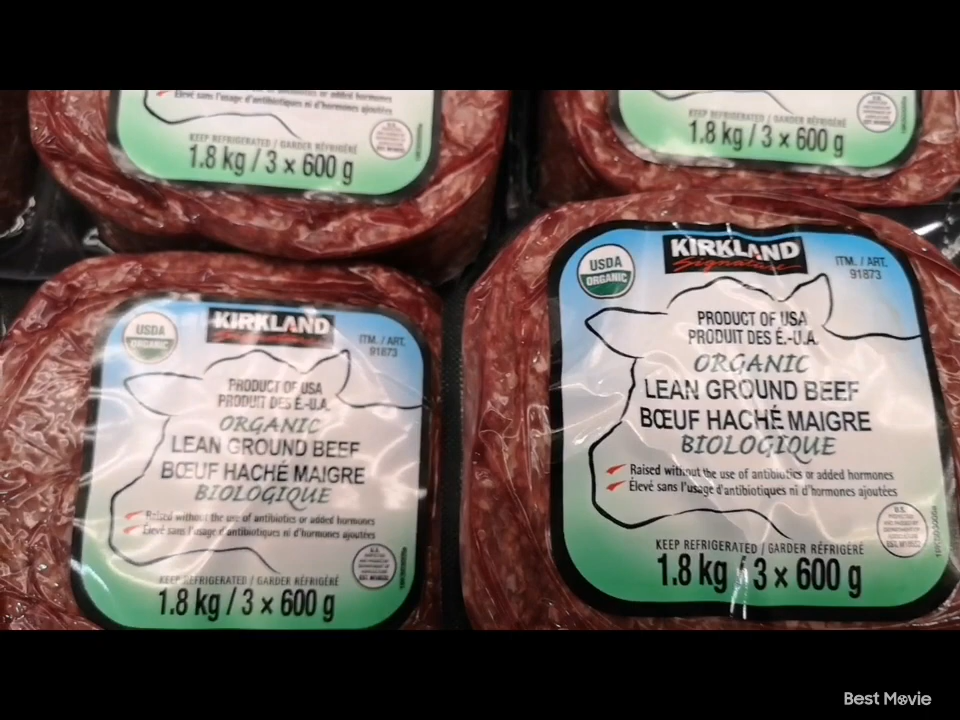 Élevé sans l'usage d'antibiotiques ni d'hormones ajoutées
KEEP REFRIGERATED / GARDER RÉFRIGÉRÉ
1.8 kg / 3 x 600 g
KEEP REFRIGERATED / GARDER RÉFRIGÉRÉ
1.8 kg / 3 x 600 g
USDA
ORGANIC
KIRKLAND
Signature
ITM. / ART.
91873
PRODUCT OF USA
PRODUIT DES É.-U.A.
ORGANIC
LEAN GROUND BEEF
BŒUF HACHÉ MAIGRE
BIOLOGIQUE
Raised without the use of antibiotics or added hormones
Élevé sans l'usage d'antibiotiques ni d'hormones ajoutées
KEEP REFRIGERATED / GARDER RÉFRIGÉRÉ
1.8 kg / 3 x 600 g
USDA
ORGANIC
KIRKLAND
Signature
ITM. / ART.
91873
PRODUCT OF USA
PRODUIT DES É.-U.A.
ORGANIC
LEAN GROUND BEEF
BŒUF HACHÉ MAIGRE
BIOLOGIQUE
Raised without the use of antibiotics or added hormones
Élevé sans l'usage d'antibiotiques ni d'hormones ajoutées
U.S.
KEEP REFRIGERATED / GARDER RÉFRIGÉRÉ
1.8 kg / 3 x 600 g
Best Movie